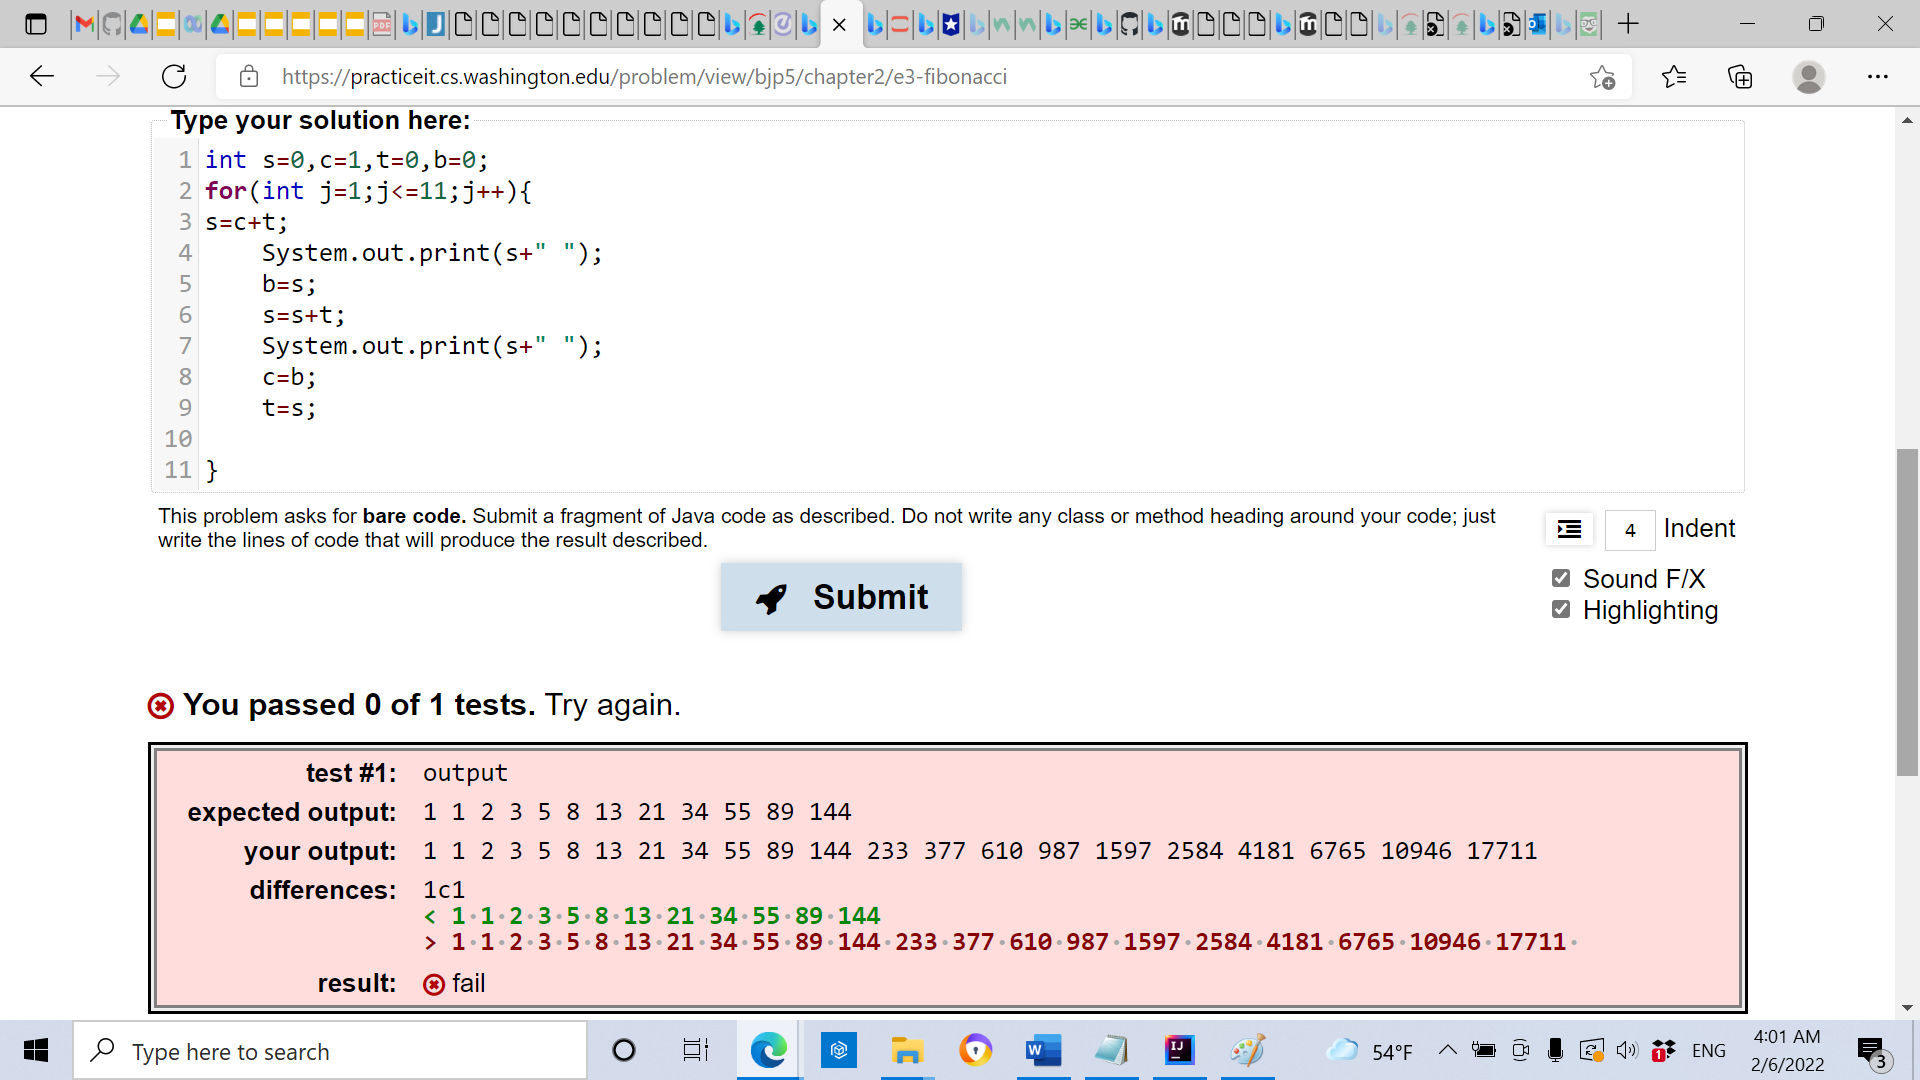 https://practiceit.cs.washington.edu/problem/view/bjp5/chapter2/e3-fibonacci
Type your solution here:
1 int s=0,c=1,t=0,b=0;
2 for(int j=1;j<=11;j++){
3 s=c+t;
4     System.out.print(s+" ");
5     b=s;
6     s=s+t;
7     System.out.print(s+" ");
8     c=b;
9     t=s;
10
11 }
This problem asks for bare code. Submit a fragment of Java code as described. Do not write any class or method heading around your code; just
write the lines of code that will produce the result described.
4 Indent
Sound F/X
Highlighting
Submit
You passed 0 of 1 tests. Try again.
test #1: output
expected output: 1 1 2 3 5 8 13 21 34 55 89 144
your output: 1 1 2 3 5 8 13 21 34 55 89 144 233 377 610 987 1597 2584 4181 6765 10946 17711
differences: 1c1
< 1·1·2·3·5·8·13·21·34·55·89·144
> 1·1·2·3·5·8·13·21·34·55·89·144·233·377·610·987·1597·2584·4181·6765·10946·17711·
result: fail
Type here to search
54°F
ENG
4:01 AM
2/6/2022
3